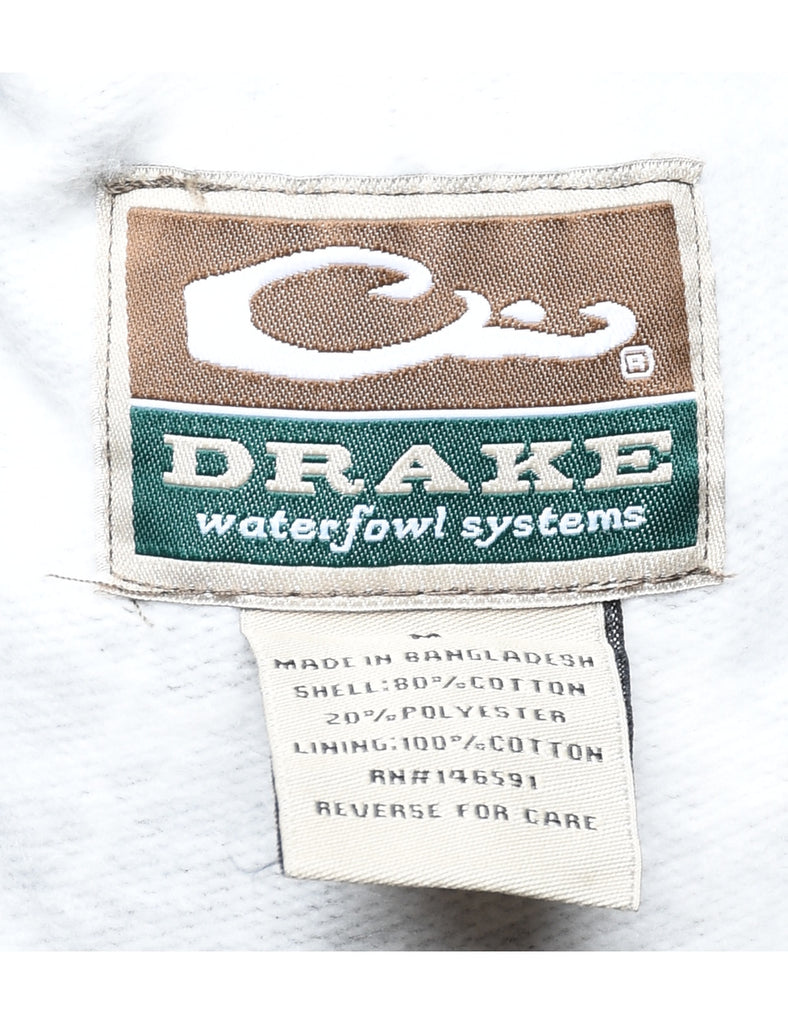 ®
DRAKE
waterfowl systems
MADE IN BANGLADESH
SHELL:80%COTTON
20%POLYESTER
LINING:100%COTTON
RN#146591
REVERSE FOR CARE